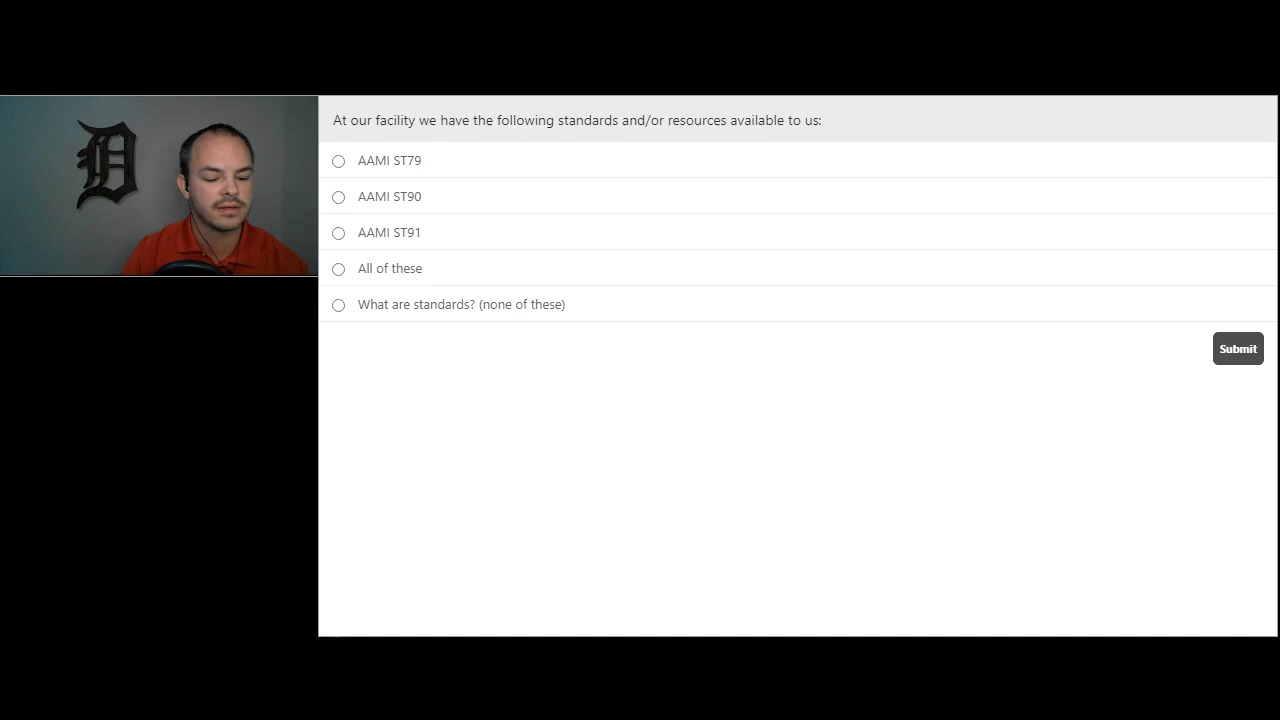 D
At our facility we have the following standards and/or resources available to us:
AAMI ST79
AAMI ST90
AAMI ST91
All of these
What are standards? (none of these)
Submit